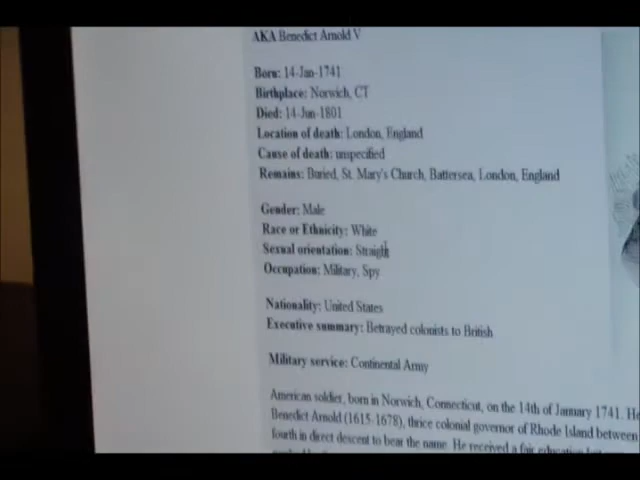 AKA Benedict Arnold V
Born: 14-Jan-1741
Birthplace: Norwich, CT
Died: 14-Jun-1801
Location of death: London, England
Cause of death: unspecified
Remains: Buried, St. Mary's Church, Battersea, London, England
Gender: Male
Race or Ethnicity: White
Sexual orientation: Straight
Occupation: Military, Spy
Nationality: United States
Executive summary: Betrayed colonists to British
Military service: Continental Army
American soldier, born in Norwich, Connecticut, on the 14th of January 1741. He
Benedict Arnold (1615-1678), thrice colonial governor of Rhode Island between
fourth in direct descent to bear the name. He received a fair education